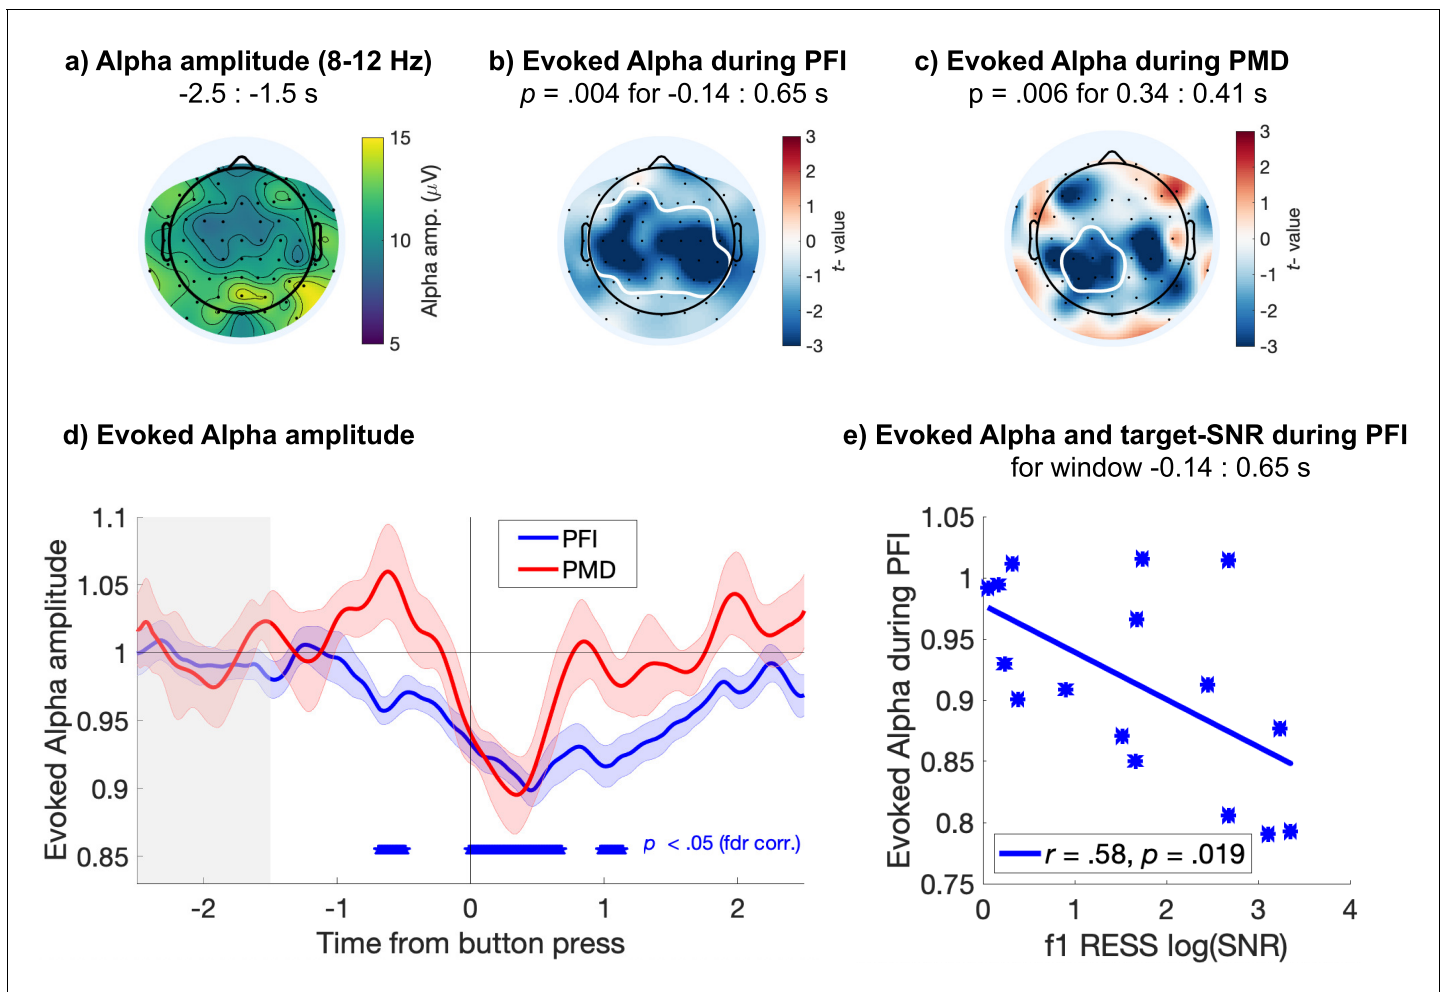 a) Alpha amplitude (8-12 Hz)
-2.5 : -1.5 s
15
10
5
Alpha amp. (μV)
b) Evoked Alpha during PFI
p = .004 for -0.14 : 0.65 s
3
2
1
0
-1
-2
-3
t- value
c) Evoked Alpha during PMD
p = .006 for 0.34 : 0.41 s
3
2
1
0
-1
-2
-3
t- value
d) Evoked Alpha amplitude
Evoked Alpha amplitude
1.1
1.05
1
0.95
0.9
0.85
PFI
PMD
p < .05 (fdr corr.)
-2
-1
0
1
2
Time from button press
e) Evoked Alpha and target-SNR during PFI
for window -0.14 : 0.65 s
Evoked Alpha during PFI
1.05
1
0.95
0.9
0.85
0.8
0.75
r = .58, p = .019
0
1
2
3
4
f1 RESS log(SNR)